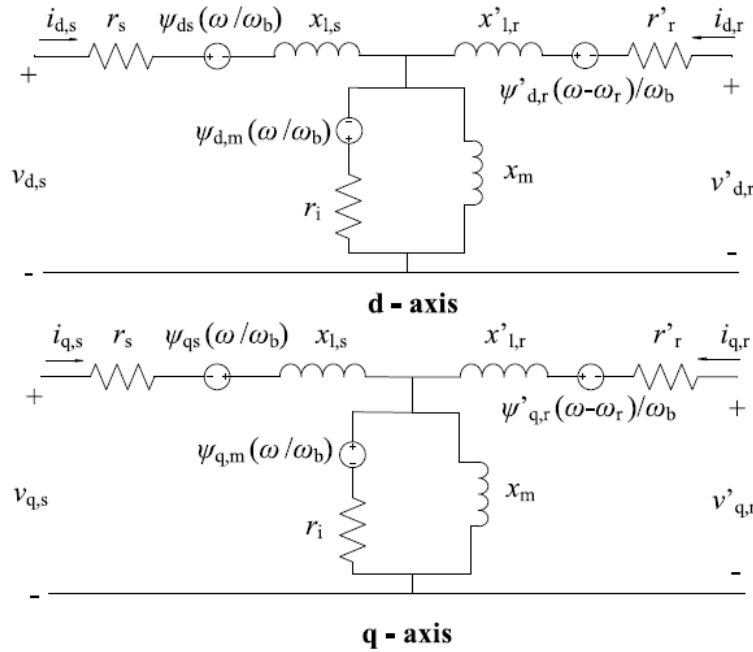 i_d,s r_s ψ_ds(ω/ω_b) x_l,s x'_l,r r'_r i_d,r
+ + - - + +
ψ'_d,r(ω-ω_r)/ω_b
ψ_d,m(ω/ω_b) - +
x_m
v_d,s v'_d,r
r_i
- -
d - axis
i_q,s r_s ψ_qs(ω/ω_b) x_l,s x'_l,r r'_r i_q,r
+ - + + - +
ψ'_q,r(ω-ω_r)/ω_b
ψ_q,m(ω/ω_b) + -
x_m
v_q,s v'_q,r
r_i
- -
q - axis